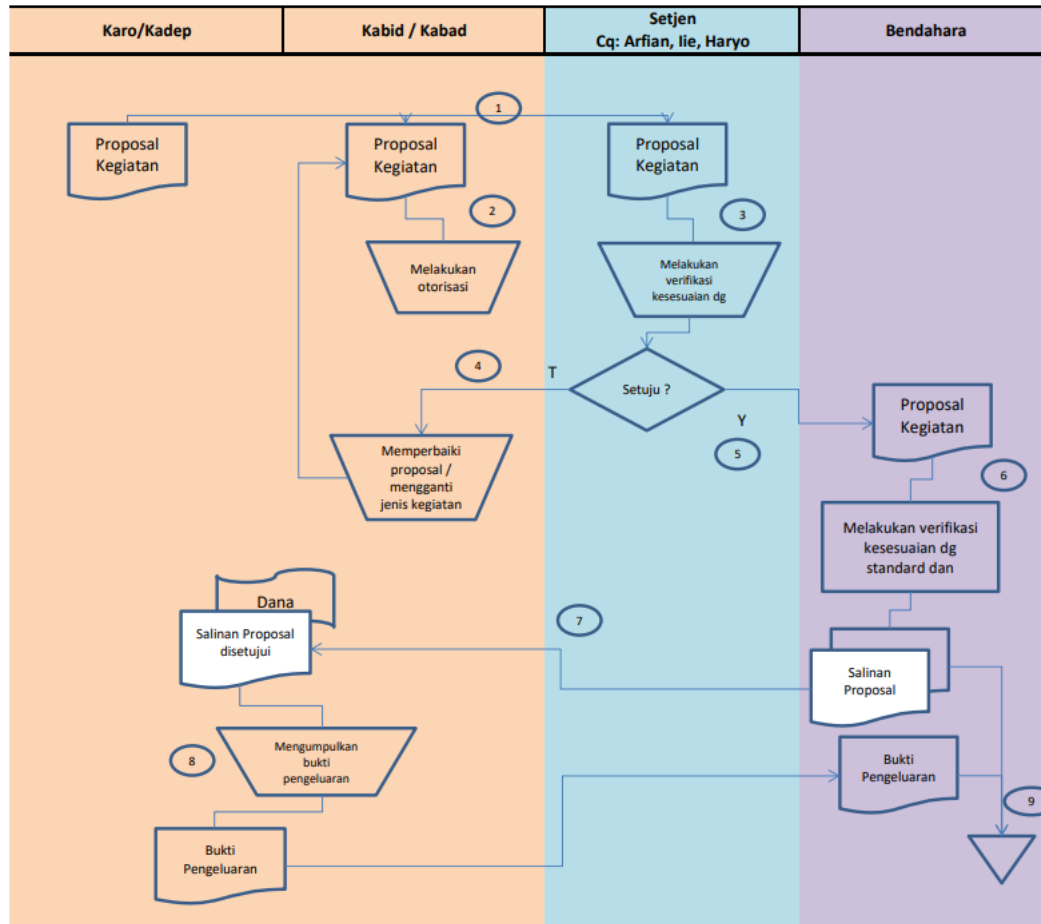 Karo/Kadep
Kabid / Kabad
Setjen
Cq: Arfian, Iie, Haryo
Bendahara
1
Proposal
Kegiatan
Proposal
Kegiatan
Proposal
Kegiatan
2
3
Melakukan
otorisasi
Melakukan
verifikasi
kesesuaian dg
4
T
Setuju ?
Y
5
Proposal
Kegiatan
6
Memperbaiki
proposal /
mengganti
jenis kegiatan
Melakukan verifikasi
kesesuaian dg
standard dan
Dana
Salinan Proposal
disetujui
7
Salinan
Proposal
8
Mengumpulkan
bukti
pengeluaran
Bukti
Pengeluaran
9
Bukti
Pengeluaran